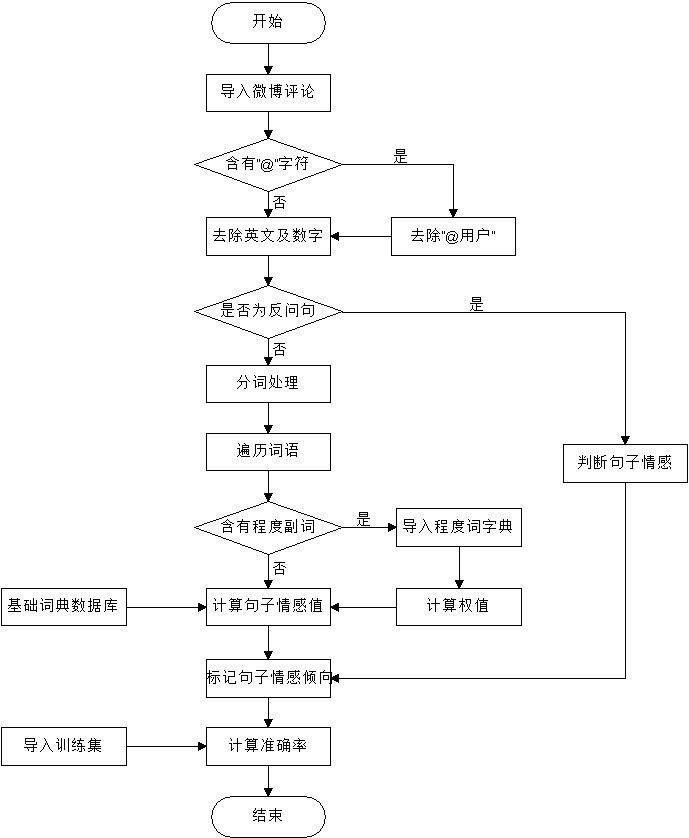 开始
导入微博评论
含有"@"字符
是
否
去除英文及数字
去除"@用户"
是否为反问句
是
否
分词处理
遍历词语
判断句子情感
含有程度副词
是
导入程度词字典
否
基础词典数据库
计算句子情感值
计算权值
标记句子情感倾向
导入训练集
计算准确率
结束